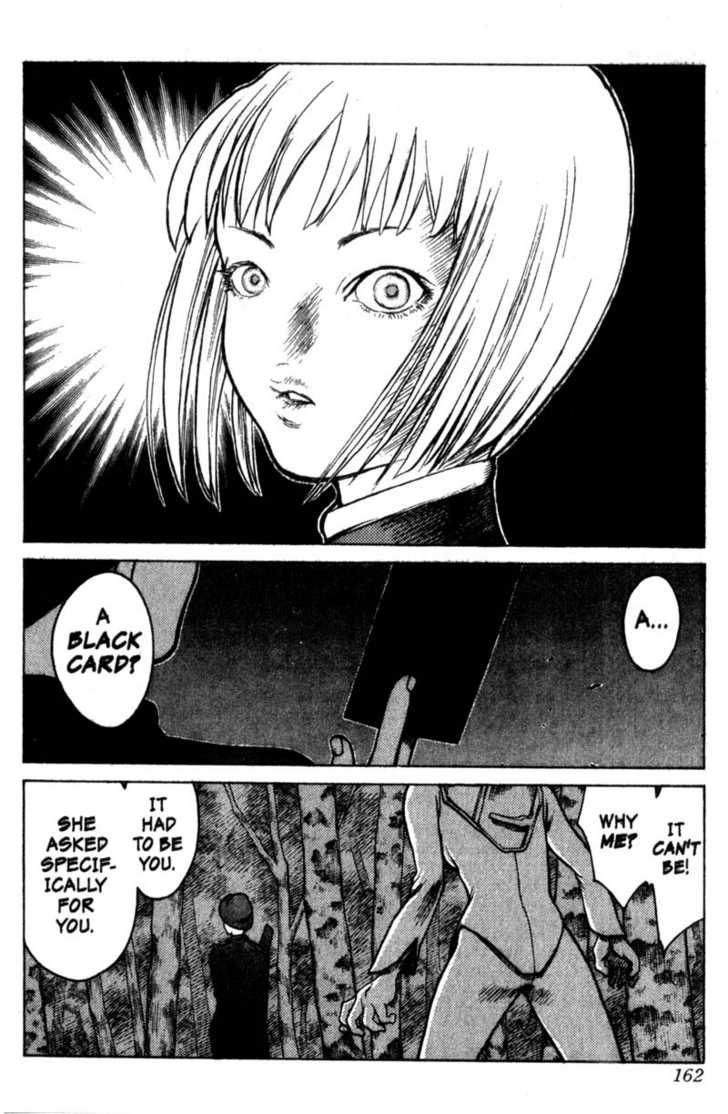 A...
A
BLACK
CARD?
IT
CAN'T
BE!
WHY
ME?
IT
HAD
TO BE
YOU.
SHE
ASKED
SPECIF-
ICALLY
FOR
YOU.
162